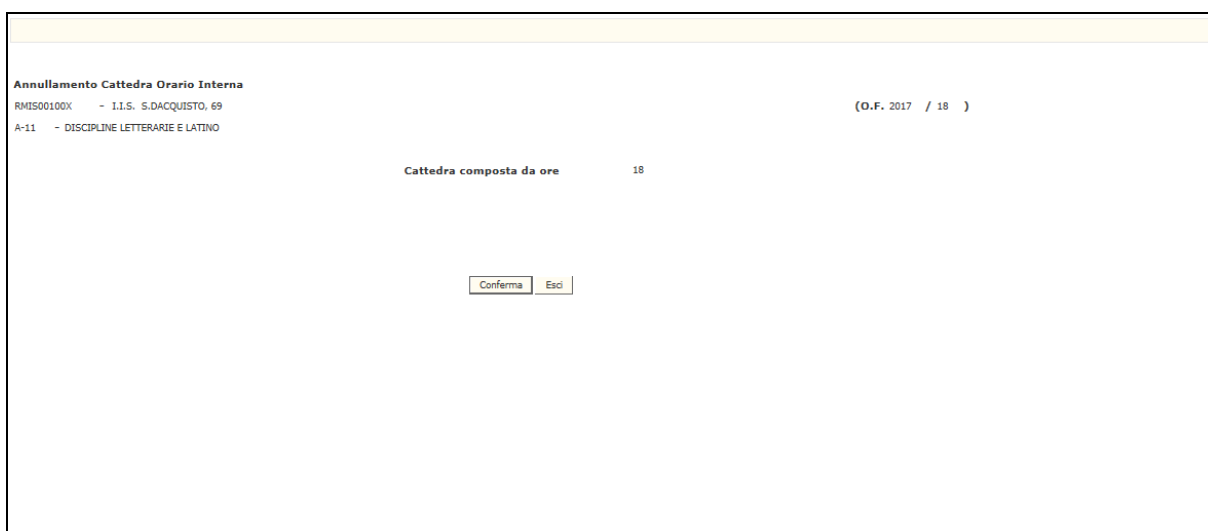 Annullamento Cattedra Orario Interna
RMIS00100X - I.I.S. S.DACQUISTO, 69 (O.F. 2017 / 18 )
A-11 - DISCIPLINE LETTERARIE E LATINO
Cattedra composta da ore 18
Conferma Esci